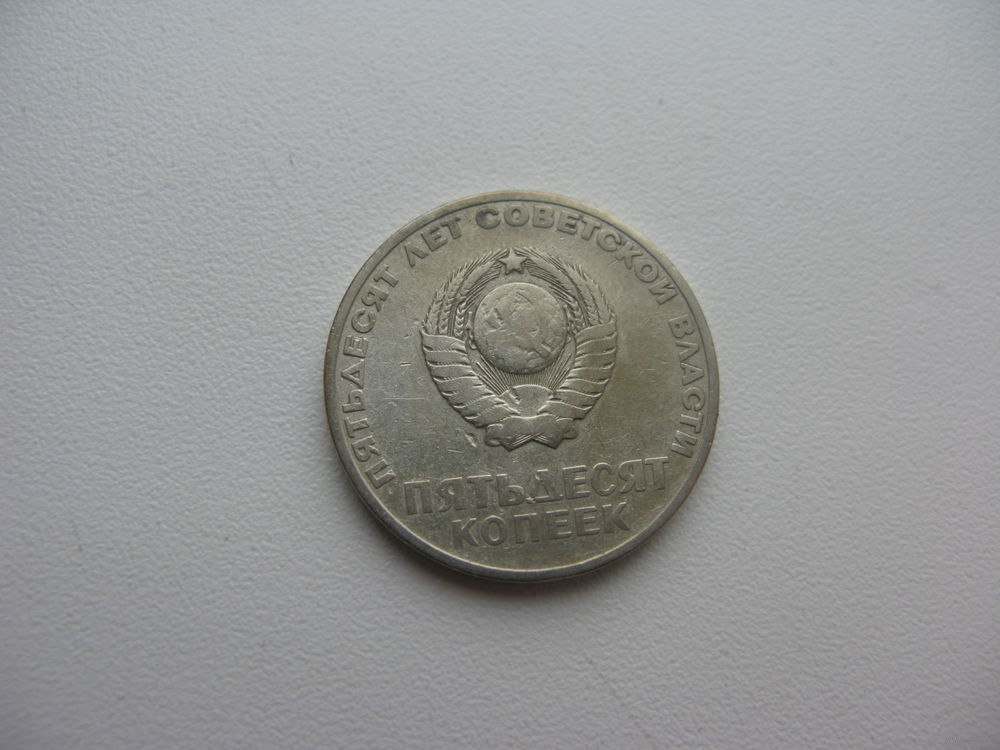 ПЯТЬДЕСЯТ ЛЕТ СОВЕТСКОЙ ВЛАСТИ
ПЯТЬДЕСЯТ
КОПЕЕК